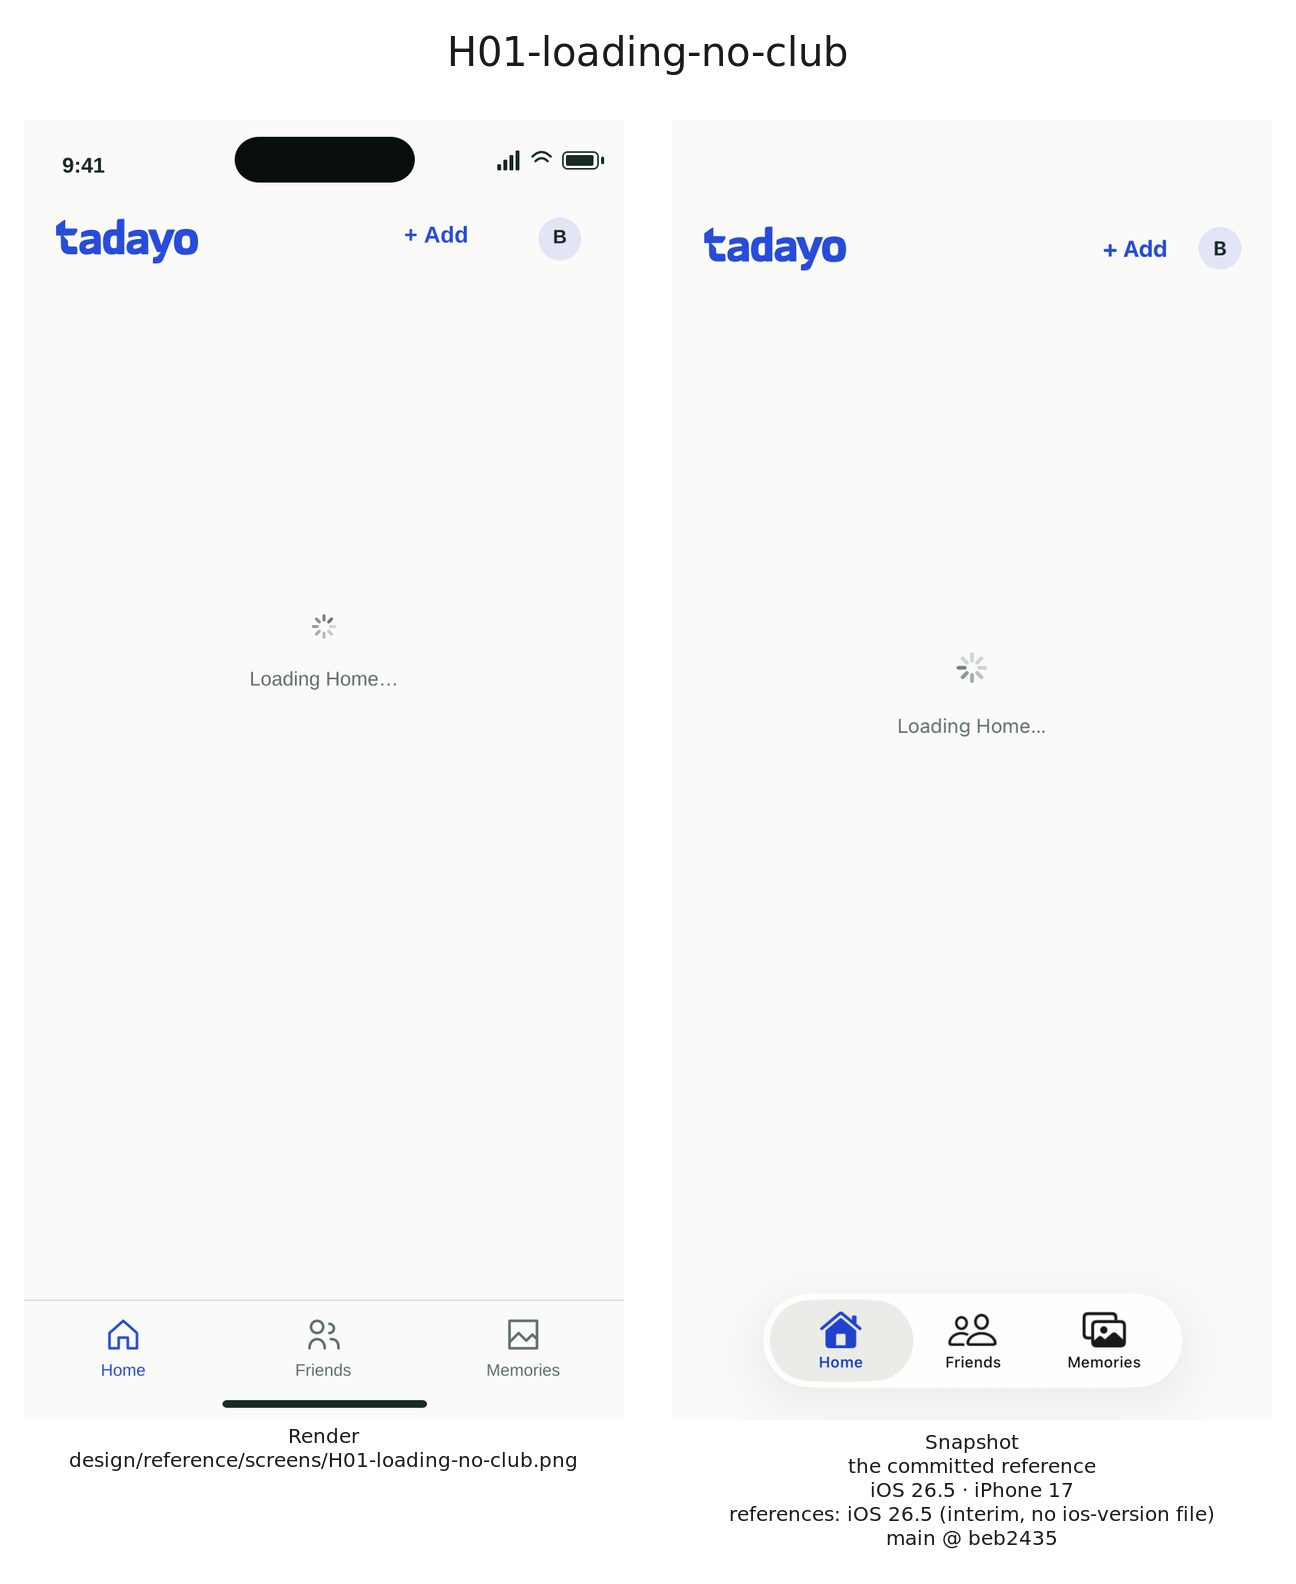 H01-loading-no-club
9:41
tadayo
+ Add
B
Loading Home…
Home
Friends
Memories
Render
design/reference/screens/H01-loading-no-club.png
tadayo
+ Add
B
Loading Home...
Home
Friends
Memories
Snapshot
the committed reference
iOS 26.5 · iPhone 17
references: iOS 26.5 (interim, no ios-version file)
main @ beb2435